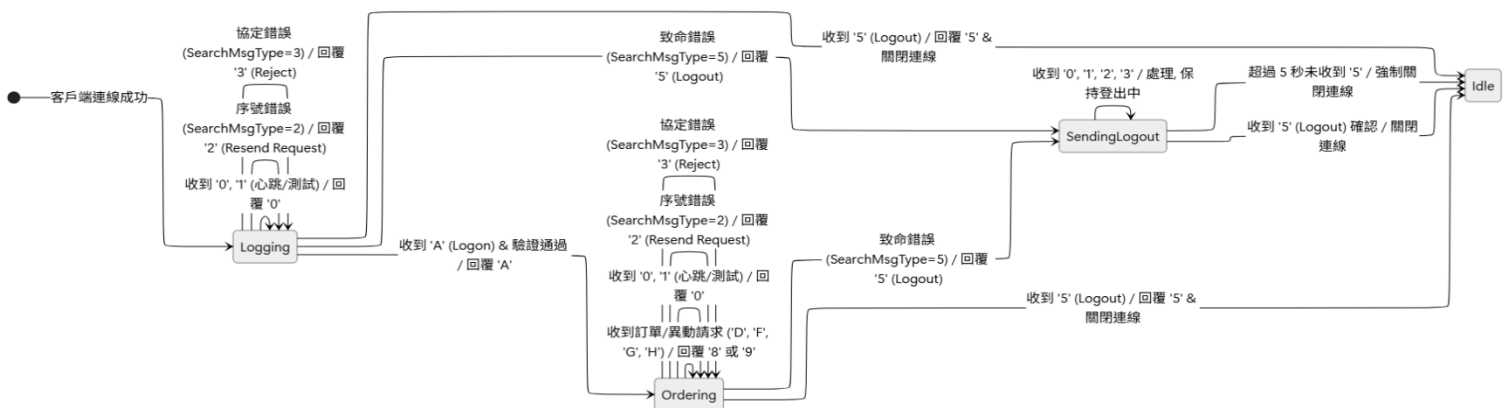 協定錯誤
(SearchMsgType=3) / 回覆
'3' (Reject)
序號錯誤
(SearchMsgType=2) / 回覆
'2' (Resend Request)
收到 '0', '1' (心跳/測試) / 回
覆 '0'
客戶端連線成功
Logging
收到 'A' (Logon) & 驗證通過
/ 回覆 'A'
致命錯誤
(SearchMsgType=5) / 回覆
'5' (Logout)
協定錯誤
(SearchMsgType=3) / 回覆
'3' (Reject)
序號錯誤
(SearchMsgType=2) / 回覆
'2' (Resend Request)
收到 '0', '1' (心跳/測試) / 回
覆 '0'
收到訂單/異動請求 ('D', 'F',
'G', 'H') / 回覆 '8' 或 '9'
Ordering
收到 '5' (Logout) / 回覆 '5' &
關閉連線
致命錯誤
(SearchMsgType=5) / 回覆
'5' (Logout)
收到 '0', '1', '2', '3' / 處理, 保
持登出中
SendingLogout
收到 '5' (Logout) / 回覆 '5' &
關閉連線
超過 5 秒未收到 '5' / 強制關
閉連線
收到 '5' (Logout) 確認 / 關閉
連線
Idle